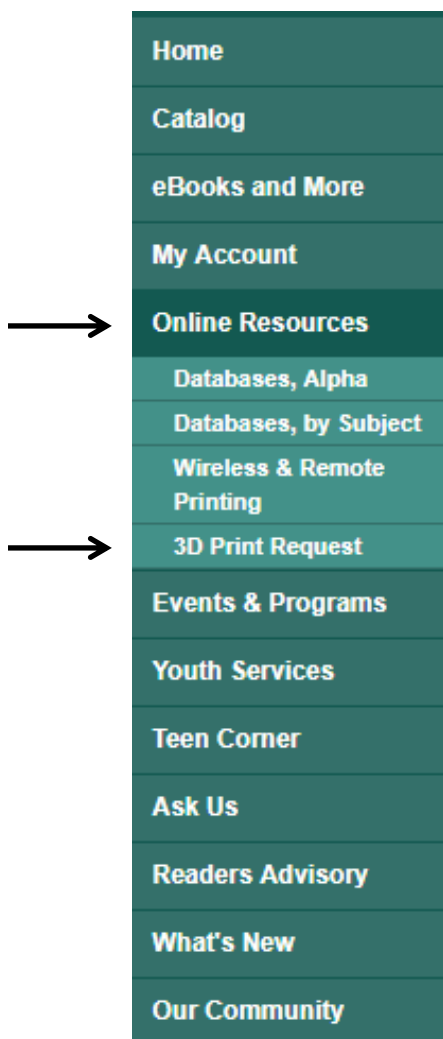 Home
Catalog
eBooks and More
My Account
Online Resources
Databases, Alpha
Databases, by Subject
Wireless & Remote
Printing
3D Print Request
Events & Programs
Youth Services
Teen Corner
Ask Us
Readers Advisory
What's New
Our Community